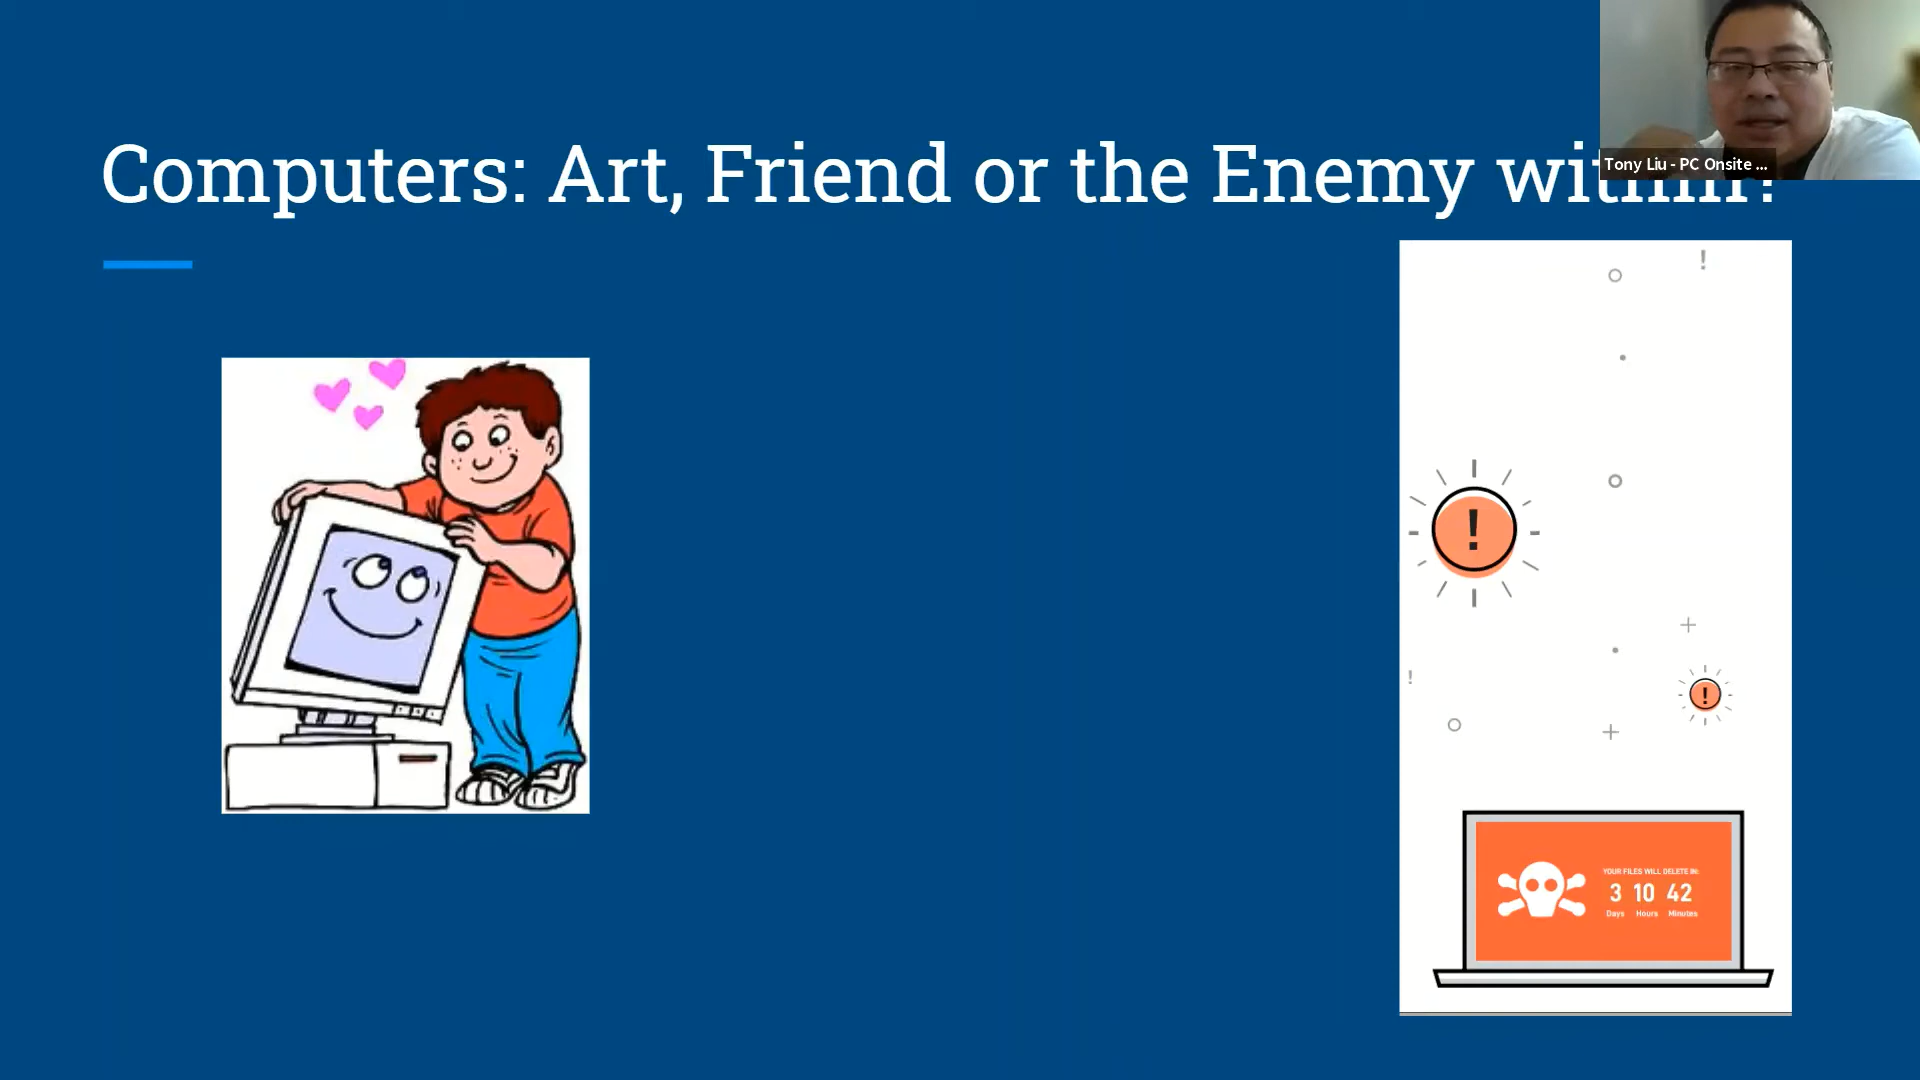 Computers: Art, Friend or the Enemy within?
Tony Liu - PC Onsite ...
!
!
!
!
YOUR FILES WILL DELETE IN:
3 10 42
Days Hours Minutes